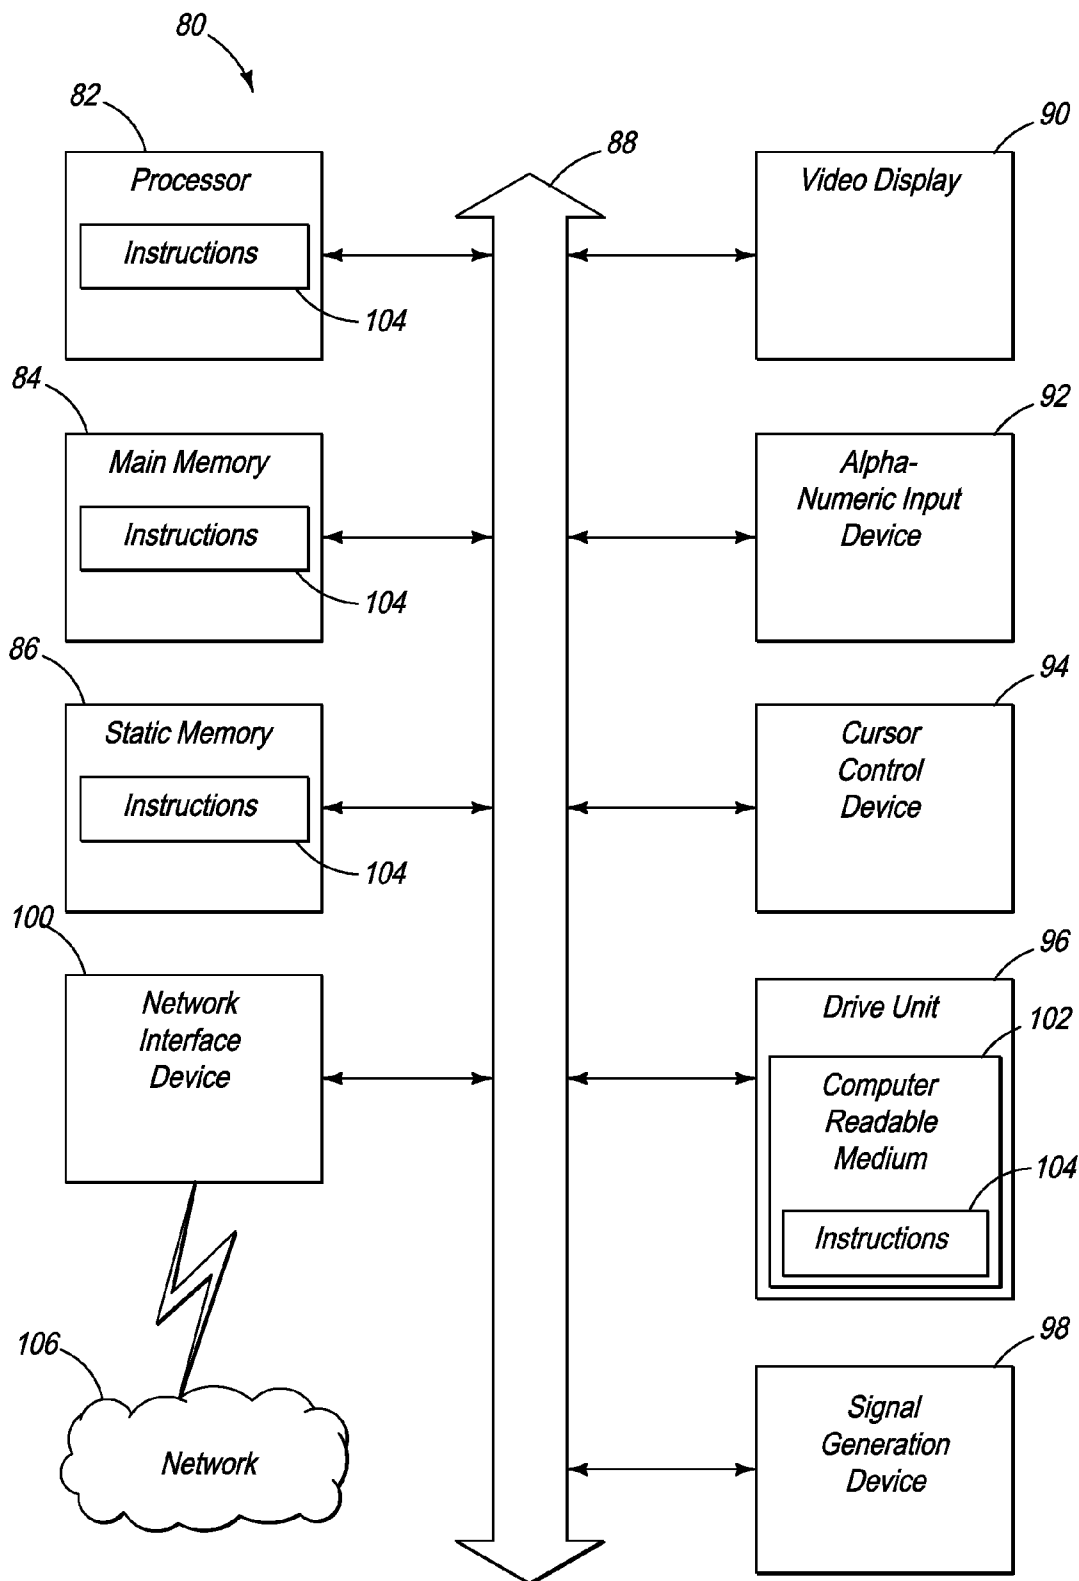 80
82
Processor
Instructions
104
88
90
Video Display
84
Main Memory
Instructions
104
92
Alpha-
Numeric Input
Device
86
Static Memory
Instructions
104
94
Cursor
Control
Device
100
Network
Interface
Device
96
Drive Unit
102
Computer
Readable
Medium
104
Instructions
106
Network
98
Signal
Generation
Device